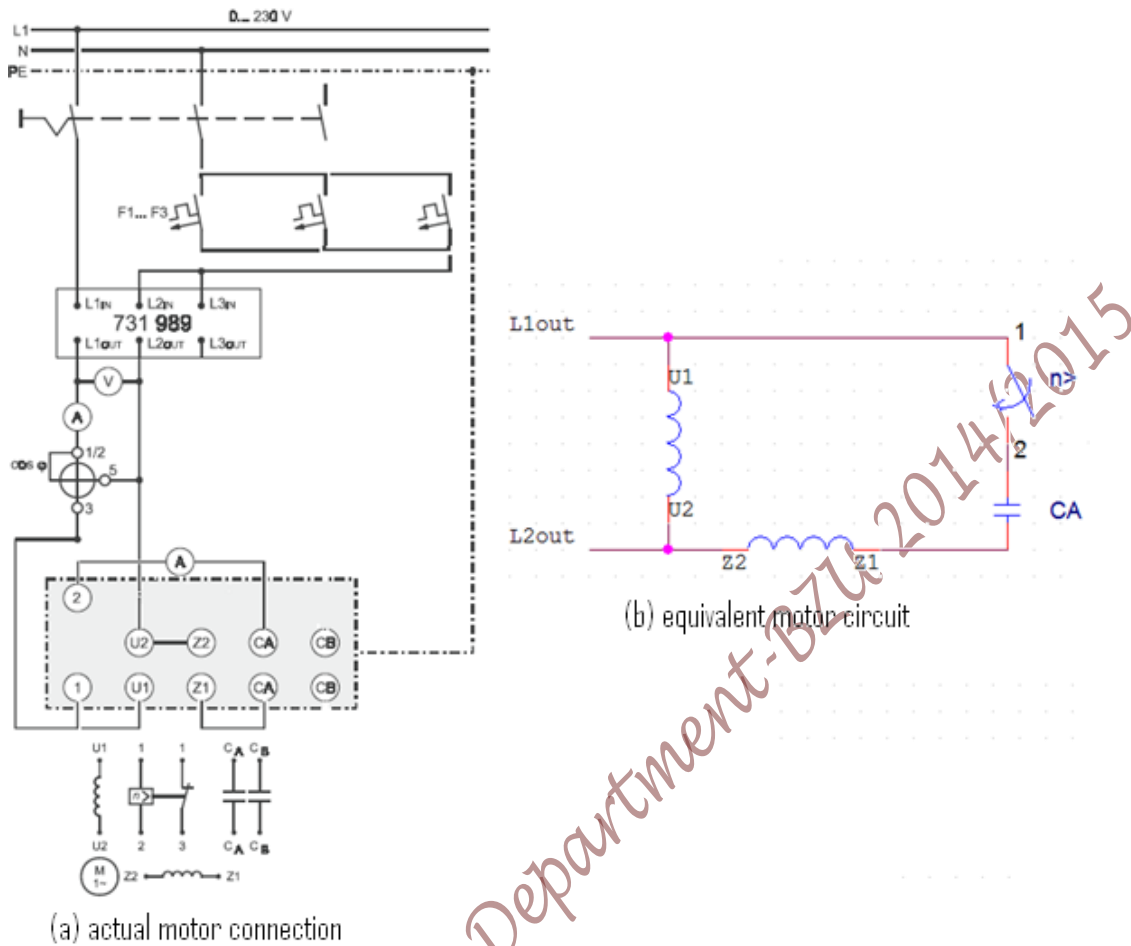 0... 230 V
L1
N
PE
F1... F3
L1IN L2IN L3IN
731 989
L1OUT L2OUT L3OUT
V
A
cos φ
1/2
5
3
A
2
U2 Z2 CA CB
1 U1 Z1 CA CB
U1 1 1 CA CB
n>
U2 2 3 CA CB
M
1~
Z2 Z1
(a) actual motor connection
L1out
1
U1
n>
2
U2
CA
L2out
Z2 Z1
(b) equivalent motor circuit
Department-BZU 2014/2015